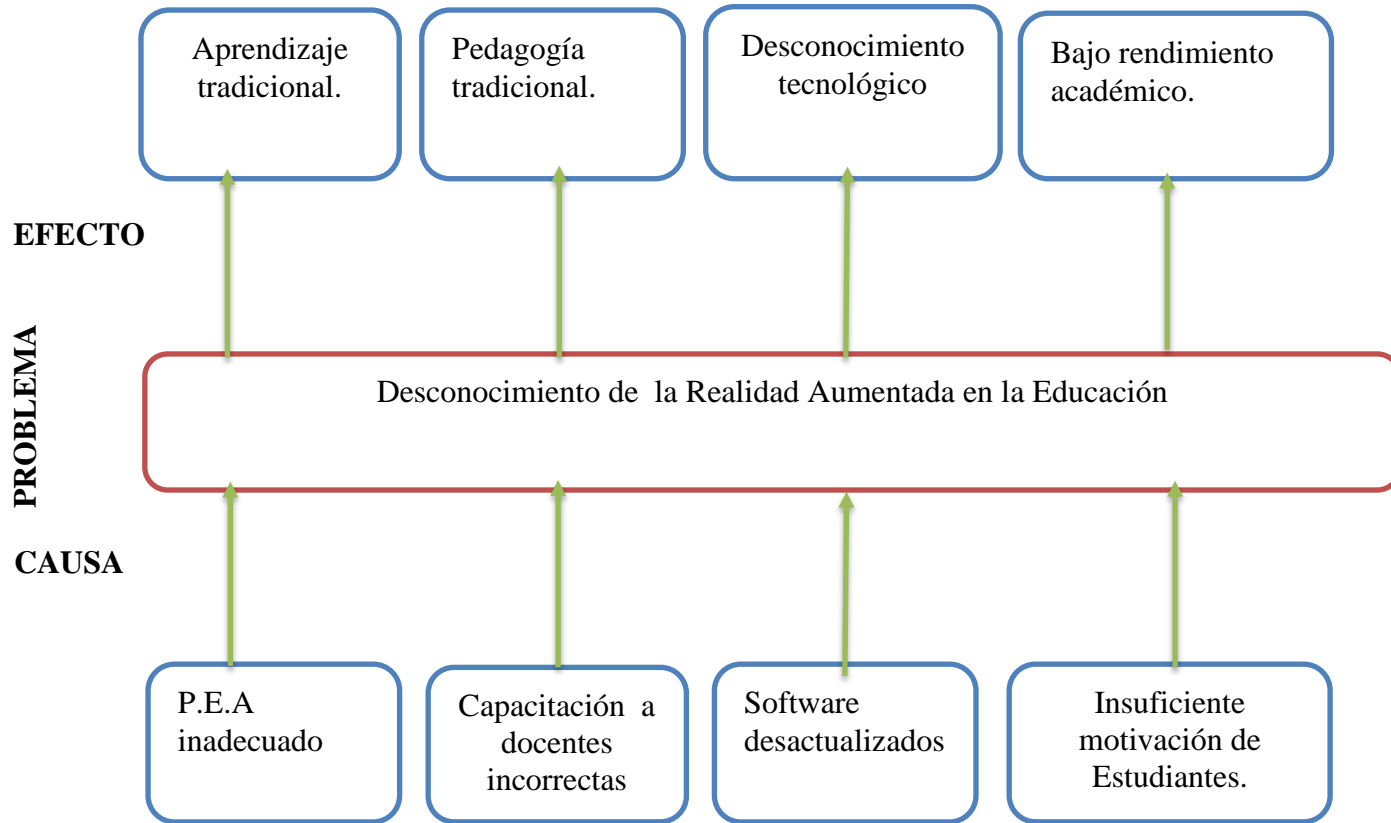 Aprendizaje
tradicional.
Pedagogía
tradicional.
Desconocimiento
tecnológico
Bajo rendimiento
académico.
EFECTO
PROBLEMA
Desconocimiento de la Realidad Aumentada en la Educación
CAUSA
P.E.A
inadecuado
Capacitación a
docentes
incorrectas
Software
desactualizados
Insuficiente
motivación de
Estudiantes.